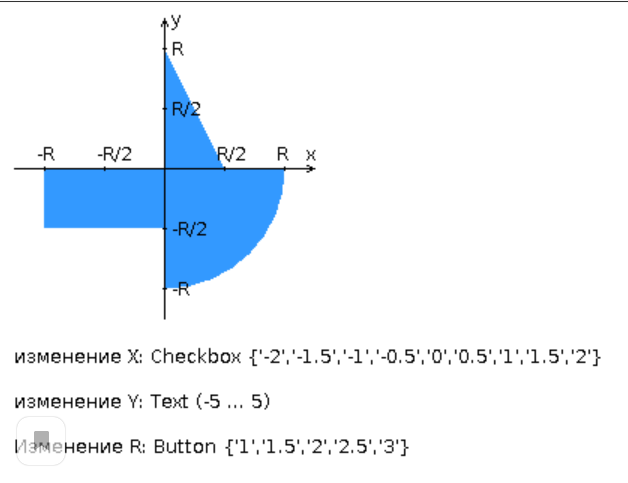 y
R
R/2
-R
-R/2
R/2
R
x
-R/2
-R
изменение X: Checkbox {'-2','-1.5','-1','-0.5','0','0.5','1','1.5','2'}
изменение Y: Text (-5 ... 5)
Изменение R: Button {'1','1.5','2','2.5','3'}